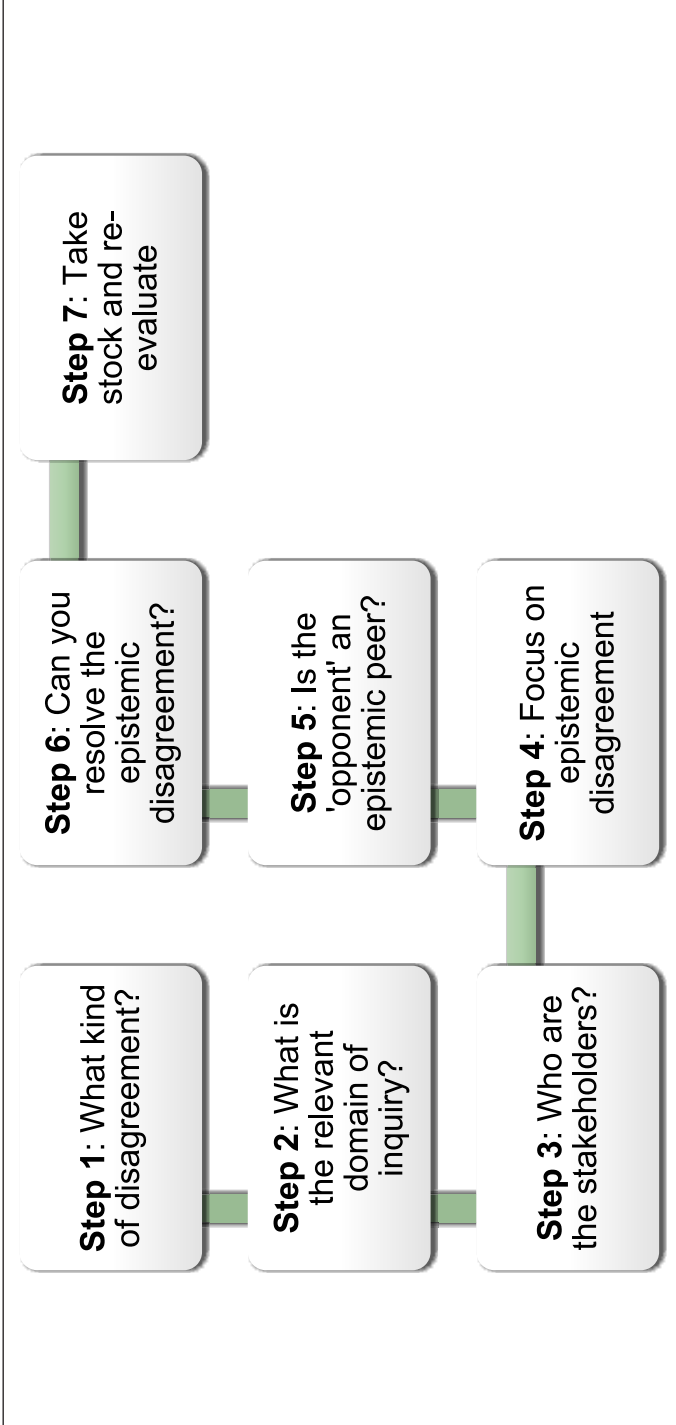 Step 1: What kind
of disagreement?
Step 2: What is
the relevant
domain of
inquiry?
Step 3: Who are
the stakeholders?
Step 4: Focus on
epistemic
disagreement
Step 5: Is the
'opponent' an
epistemic peer?
Step 6: Can you
resolve the
epistemic
disagreement?
Step 7: Take
stock and re-
evaluate